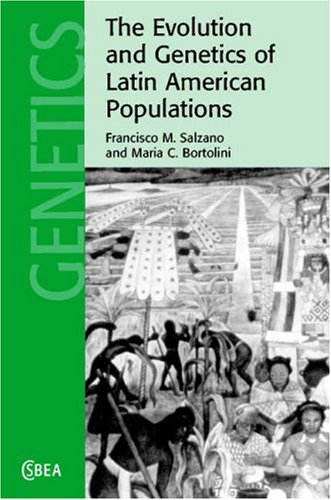 GENETICS
The Evolution
and Genetics of
Latin American
Populations
Francisco M. Salzano
and Maria C. Bortolini
CSBEA